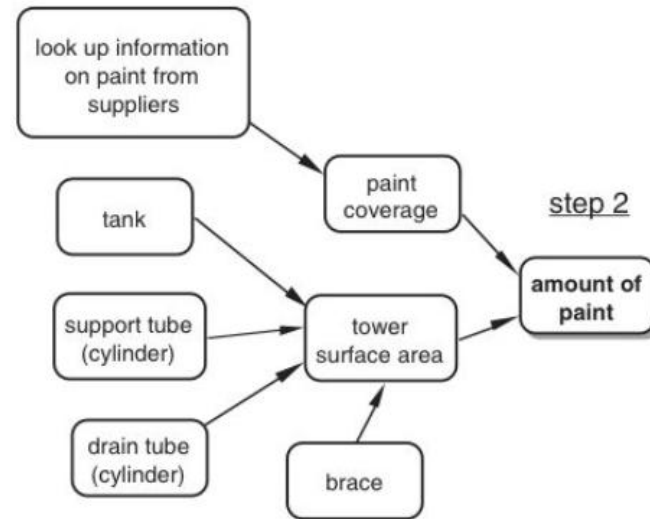 look up information
on paint from
suppliers
paint
coverage
step 2
tank
amount of
paint
support tube
(cylinder)
tower
surface area
drain tube
(cylinder)
brace